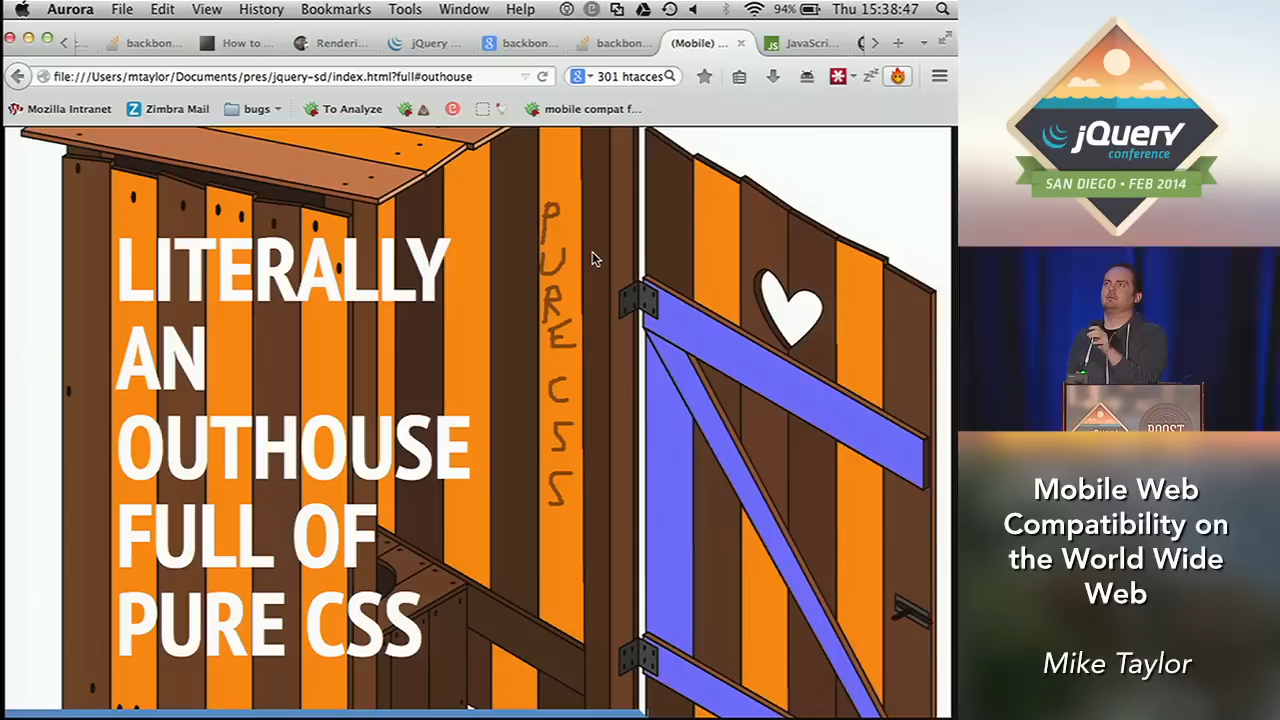 Aurora File Edit View History Bookmarks Tools Window Help 94% Thu 15:38:47
backbon... How to ... Renderi... jQuery ... backbon... backbon... (Mobile) ... JavaScri...
file:///Users/mtaylor/Documents/pres/jquery-sd/index.html?full#outhouse 301 htacces
Mozilla Intranet Zimbra Mail bugs To Analyze mobile compat f...
LITERALLY
AN
OUTHOUSE
FULL OF
PURE CSS
PURE CSS
jQuery
conference
SAN DIEGO • FEB 2014
BOOST
Mobile Web
Compatibility on
the World Wide
Web
Mike Taylor